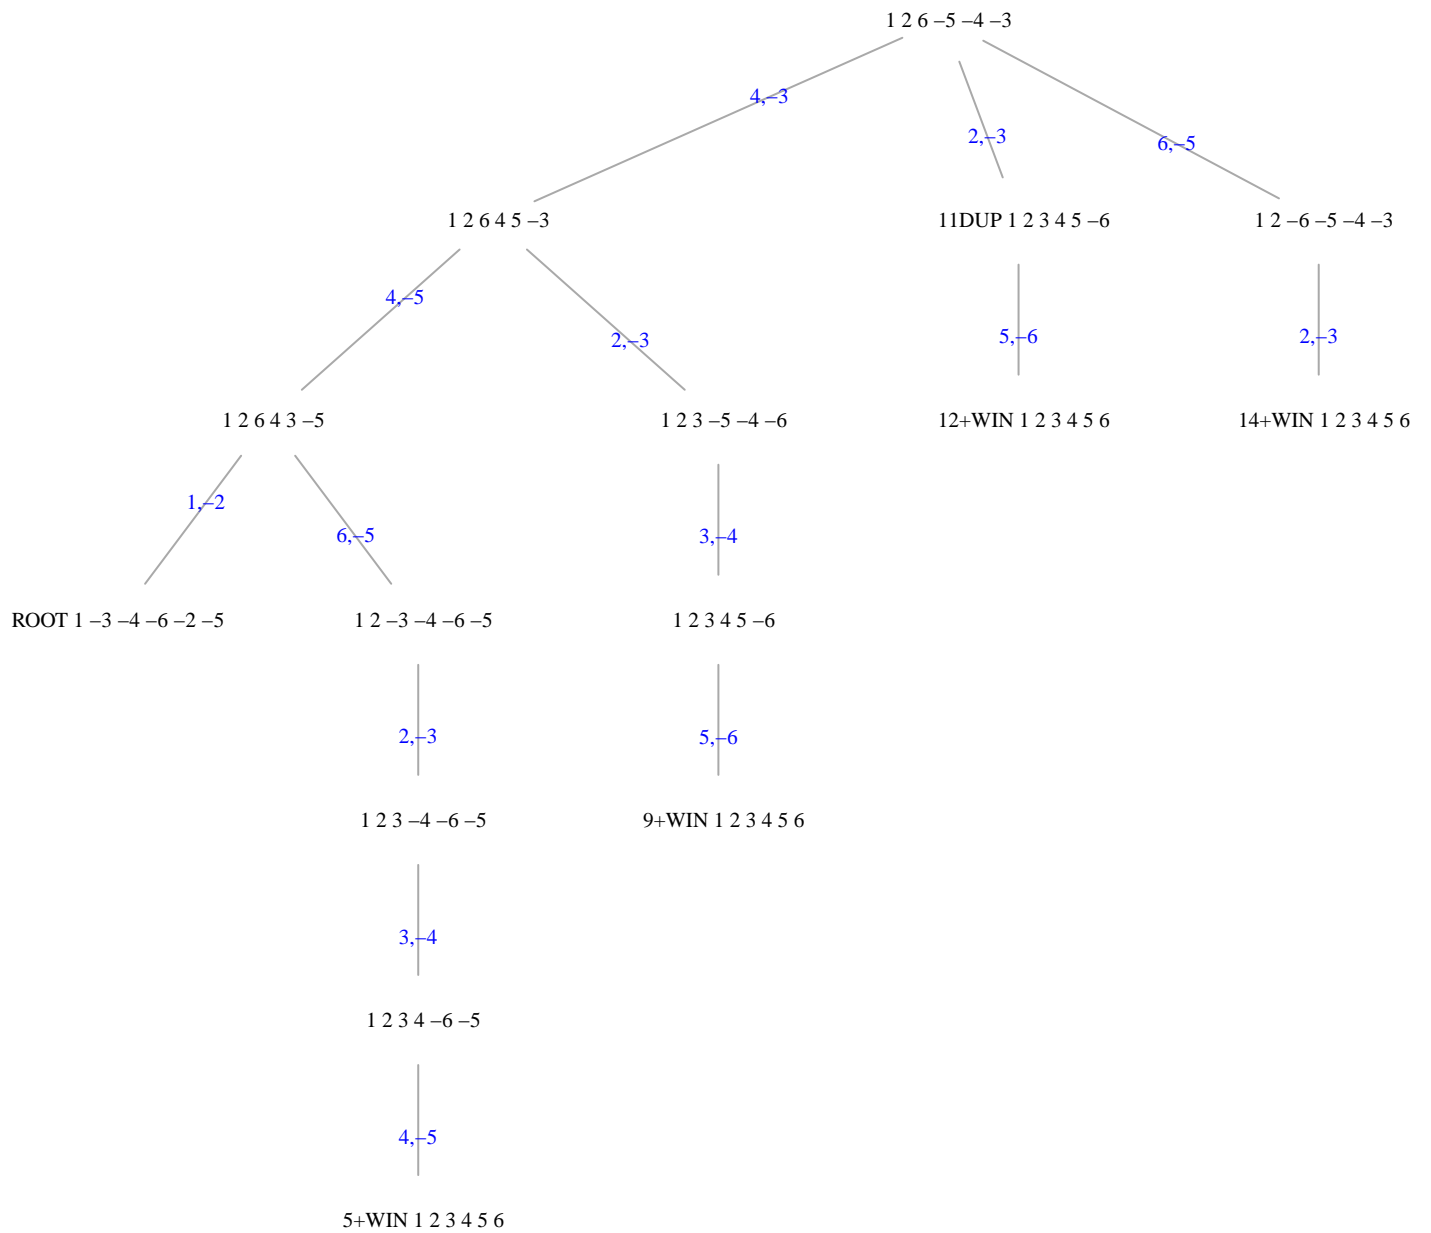 1 2 6 –5 –4 –3
4,–3
2,–3
6,–5
1 2 6 4 5 –3
11DUP 1 2 3 4 5 –6
1 2 –6 –5 –4 –3
4,–5
2,–3
5,–6
2,–3
1 2 6 4 3 –5
1 2 3 –5 –4 –6
12+WIN 1 2 3 4 5 6
14+WIN 1 2 3 4 5 6
1,–2
6,–5
3,–4
ROOT 1 –3 –4 –6 –2 –5
1 2 –3 –4 –6 –5
1 2 3 4 5 –6
2,–3
5,–6
1 2 3 –4 –6 –5
9+WIN 1 2 3 4 5 6
3,–4
1 2 3 4 –6 –5
4,–5
5+WIN 1 2 3 4 5 6